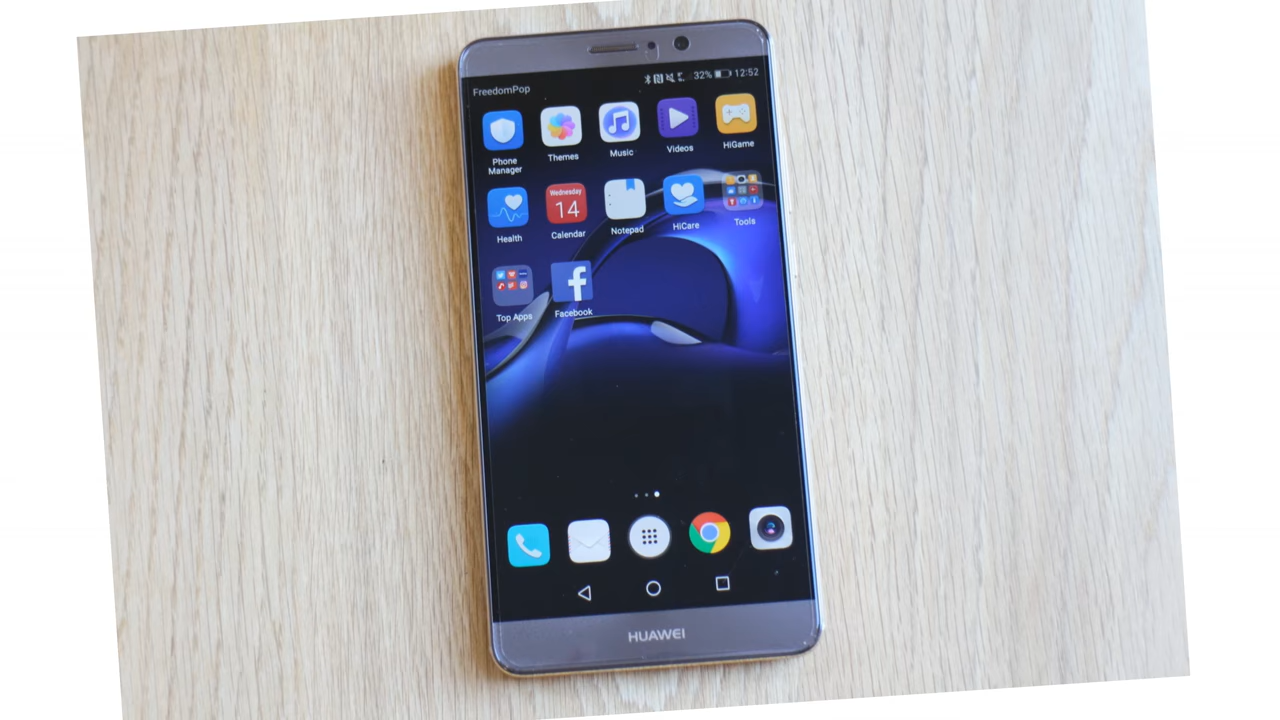 FreedomPop
32% 12:52
Phone
Manager
Themes
Music
Videos
HiGame
Health
Wednesday
14
Calendar
Notepad
HiCare
Tools
Top Apps
Facebook
HUAWEI